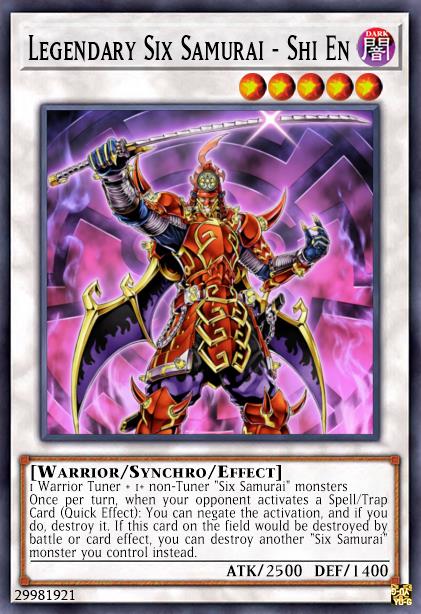 Legendary Six Samurai - Shi En
DARK
闇
[Warrior/Synchro/Effect]
1 Warrior Tuner + 1+ non-Tuner "Six Samurai" monsters
Once per turn, when your opponent activates a Spell/Trap
Card (Quick Effect): You can negate the activation, and if you
do, destroy it. If this card on the field would be destroyed by
battle or card effect, you can destroy another "Six Samurai"
monster you control instead.
ATK/2500 DEF/1400
29981921